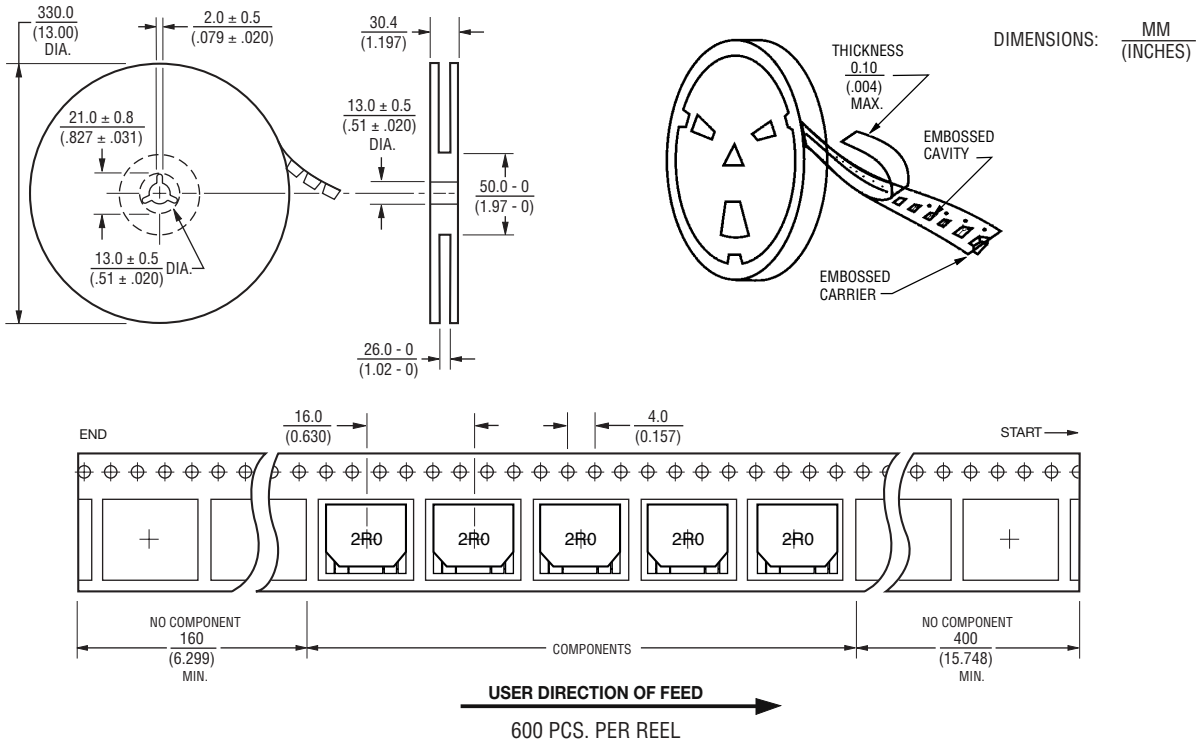 330.0
(13.00)
DIA.
2.0 ± 0.5
(.079 ± .020)
30.4
(1.197)
DIMENSIONS:
MM
(INCHES)
THICKNESS
0.10
(.004)
MAX.
21.0 ± 0.8
(.827 ± .031)
13.0 ± 0.5
(.51 ± .020)
DIA.
EMBOSSED
CAVITY
50.0 - 0
(1.97 - 0)
13.0 ± 0.5
(.51 ± .020)
DIA.
EMBOSSED
CARRIER
26.0 - 0
(1.02 - 0)
16.0
(0.630)
4.0
(0.157)
END
START
2R0
2R0
2R0
2R0
2R0
NO COMPONENT
160
(6.299)
MIN.
COMPONENTS
NO COMPONENT
400
(15.748)
MIN.
USER DIRECTION OF FEED
600 PCS. PER REEL